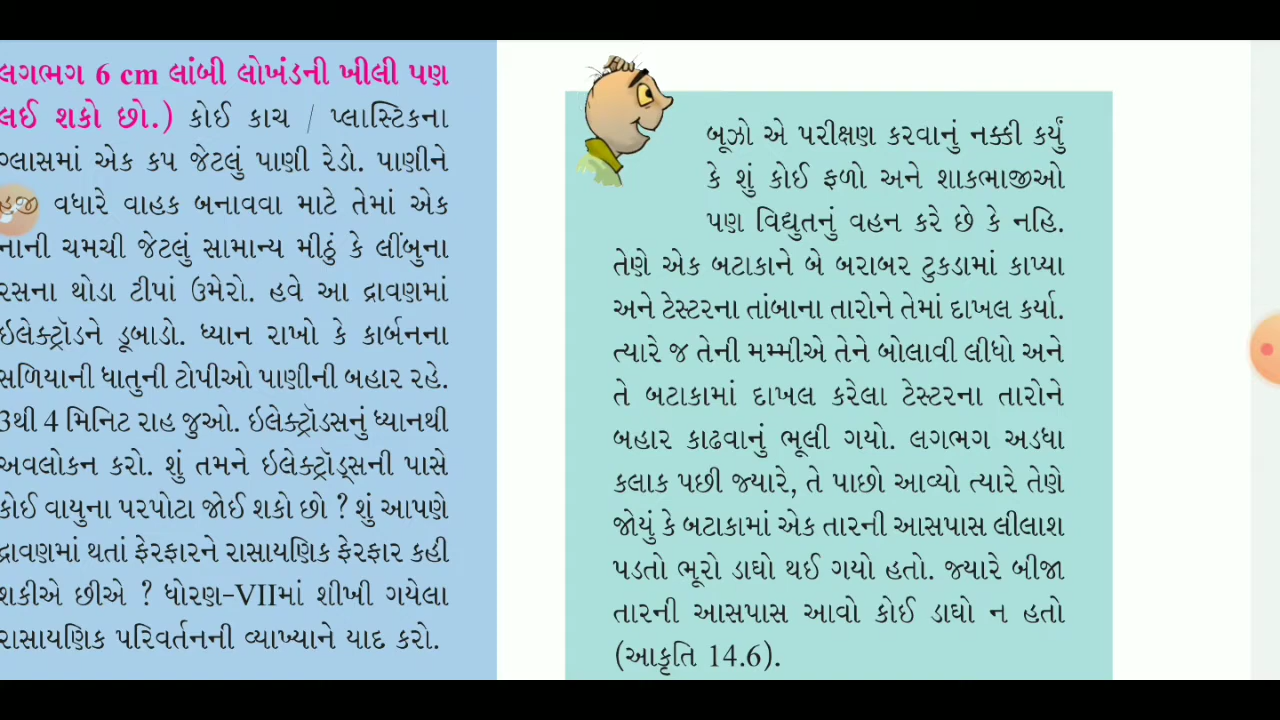 લગભગ 6 cm લાંબી લોખંડની ખીલી પણ
લઈ શકો છો.) કોઈ કાચ / પ્લાસ્ટિકના
ગ્લાસમાં એક કપ જેટલું પાણી રેડો. પાણીને
હજી વધારે વાહક બનાવવા માટે તેમાં એક
નાની ચમચી જેટલું સામાન્ય મીઠું કે લીંબુના
રસના થોડા ટીપાં ઉમેરો. હવે આ દ્રાવણમાં
ઇલેક્ટ્રૉડને ડૂબાડો. ધ્યાન રાખો કે કાર્બનના
સળિયાની ધાતુની ટોપીઓ પાણીની બહાર રહે.
3થી 4 મિનિટ રાહ જુઓ. ઇલેક્ટ્રૉડસનું ધ્યાનથી
અવલોકન કરો. શું તમને ઇલેક્ટ્રૉડ્સની પાસે
કોઈ વાયુના પરપોટા જોઈ શકો છો ? શું આપણે
દ્રાવણમાં થતાં ફેરફારને રાસાયણિક ફેરફાર કહી
શકીએ છીએ ? ધોરણ-VIIમાં શીખી ગયેલા
રાસાયણિક પરિવર્તનની વ્યાખ્યાને યાદ કરો.
બૂઝો એ પરીક્ષણ કરવાનું નક્કી કર્યું
કે શું કોઈ ફળો અને શાકભાજીઓ
પણ વિદ્યુતનું વહન કરે છે કે નહિ.
તેણે એક બટાકાને બે બરાબર ટુકડામાં કાપ્યા
અને ટેસ્ટરના તાંબાના તારોને તેમાં દાખલ કર્યા.
ત્યારે જ તેની મમ્મીએ તેને બોલાવી લીધો અને
તે બટાકામાં દાખલ કરેલા ટેસ્ટરના તારોને
બહાર કાઢવાનું ભૂલી ગયો. લગભગ અડધા
કલાક પછી જ્યારે, તે પાછો આવ્યો ત્યારે તેણે
જોયું કે બટાકામાં એક તારની આસપાસ લીલાશ
પડતો ભૂરો ડાઘો થઈ ગયો હતો. જ્યારે બીજા
તારની આસપાસ આવો કોઈ ડાઘો ન હતો
(આકૃતિ 14.6).